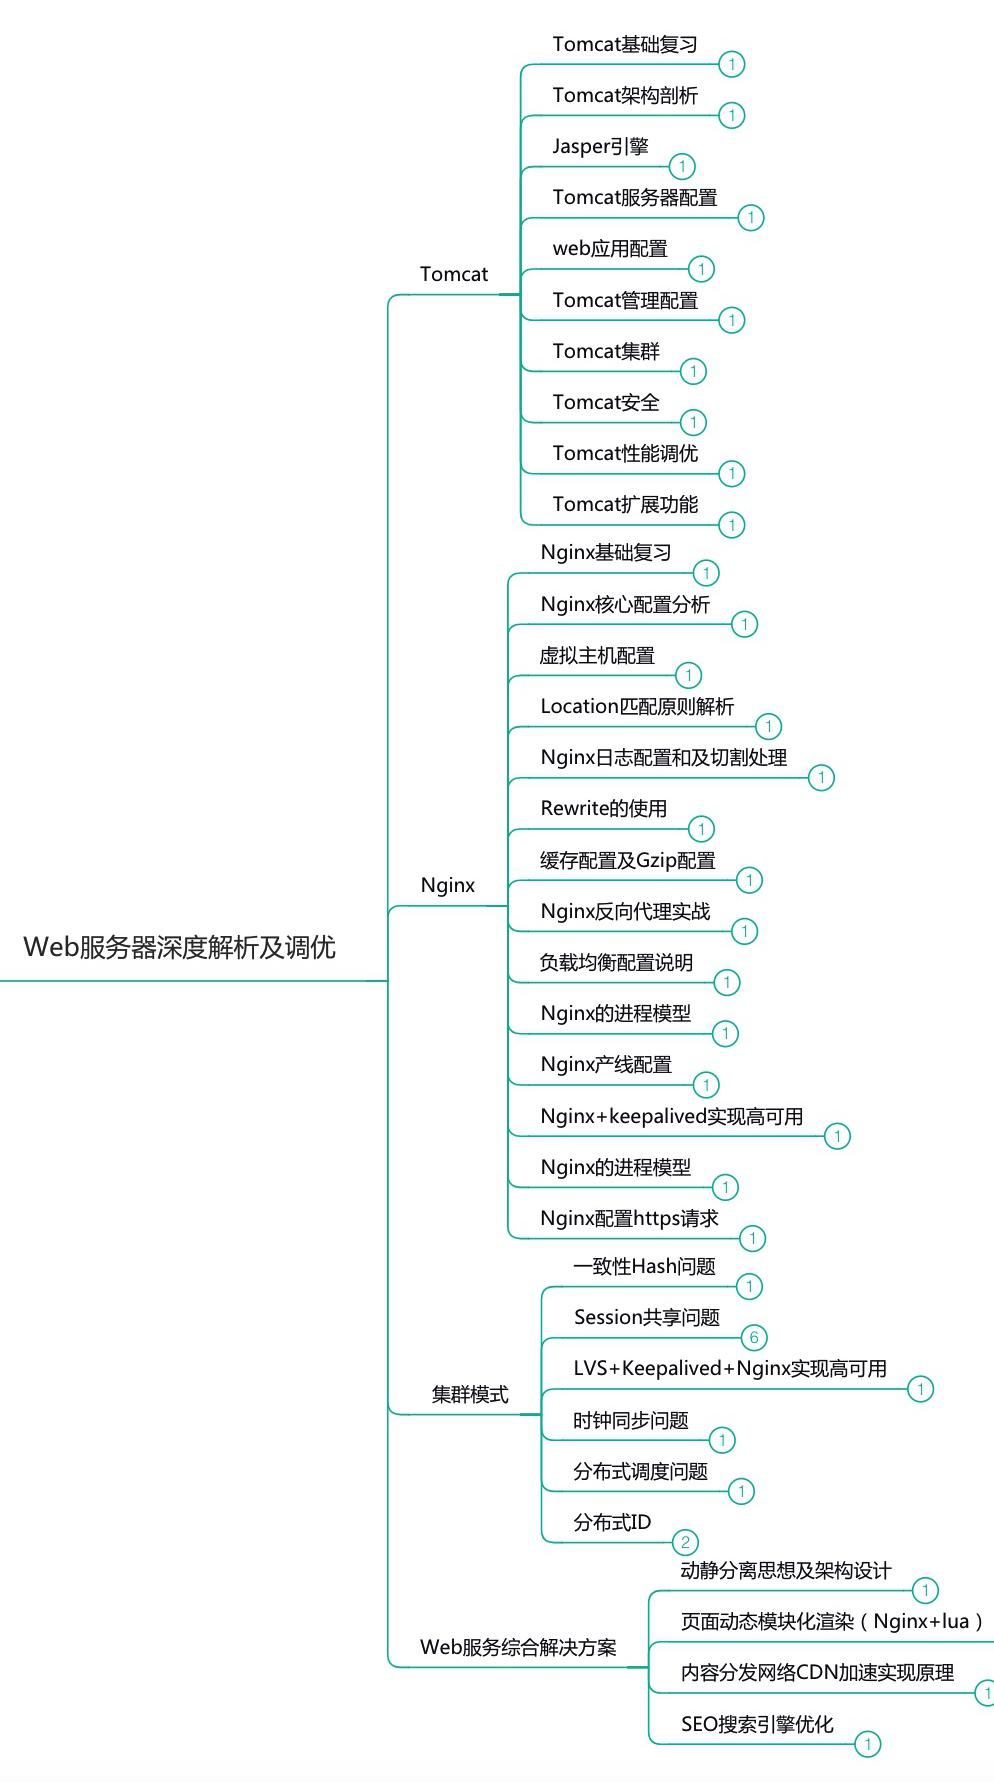 Tomcat基础复习
1
Tomcat架构剖析
1
Jasper引擎
1
Tomcat服务器配置
1
web应用配置
1
Tomcat
Tomcat管理配置
1
Tomcat集群
1
Tomcat安全
1
Tomcat性能调优
1
Tomcat扩展功能
1
Nginx基础复习
1
Nginx核心配置分析
1
虚拟主机配置
1
Location匹配原则解析
1
Nginx日志配置和及切割处理
1
Rewrite的使用
1
缓存配置及Gzip配置
1
Nginx
Nginx反向代理实战
1
Web服务器深度解析及调优
负载均衡配置说明
1
Nginx的进程模型
1
Nginx产线配置
1
Nginx+keepalived实现高可用
1
Nginx的进程模型
1
Nginx配置https请求
1
一致性Hash问题
1
Session共享问题
6
LVS+Keepalived+Nginx实现高可用
1
集群模式
时钟同步问题
1
分布式调度问题
1
分布式ID
2
动静分离思想及架构设计
1
页面动态模块化渲染（Nginx+lua）
Web服务综合解决方案
内容分发网络CDN加速实现原理
1
SEO搜索引擎优化
1